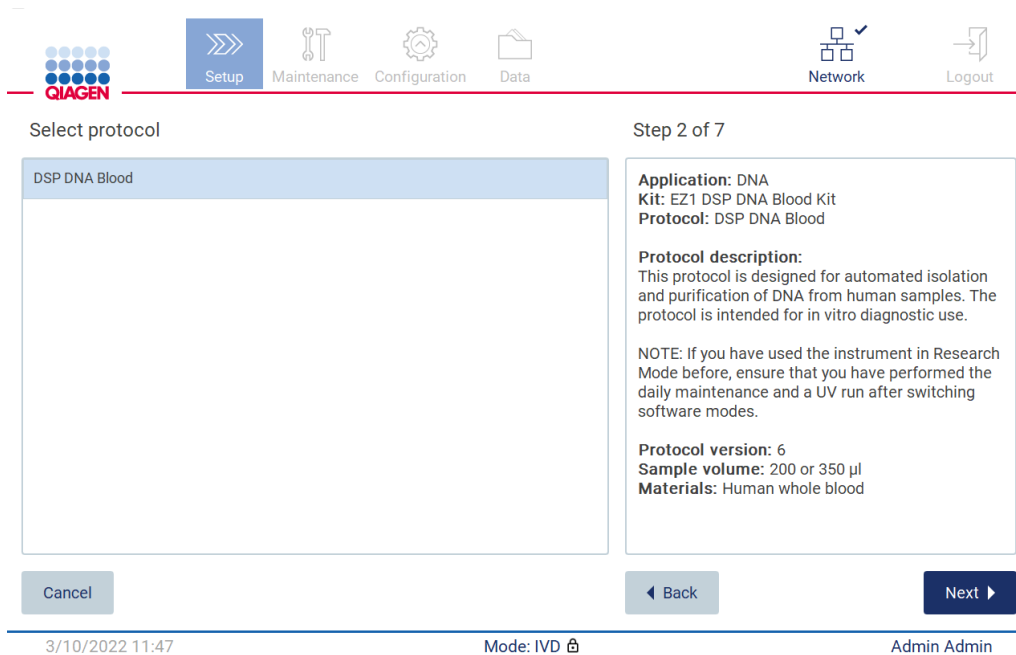 QIAGEN
Setup
Maintenance
Configuration
Data
Network
Logout
Select protocol
Step 2 of 7
DSP DNA Blood
Application: DNA
Kit: EZ1 DSP DNA Blood Kit
Protocol: DSP DNA Blood
Protocol description:
This protocol is designed for automated isolation
and purification of DNA from human samples. The
protocol is intended for in vitro diagnostic use.
NOTE: If you have used the instrument in Research
Mode before, ensure that you have performed the
daily maintenance and a UV run after switching
software modes.
Protocol version: 6
Sample volume: 200 or 350 µl
Materials: Human whole blood
Cancel
Back
Next
3/10/2022 11:47
Mode: IVD
Admin Admin